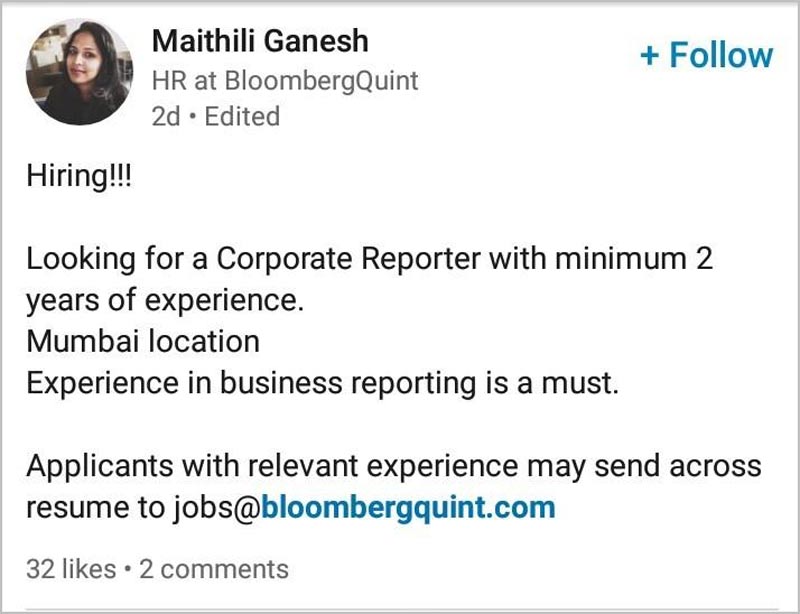 Maithili Ganesh
+ Follow
HR at BloombergQuint
2d • Edited
Hiring!!!
Looking for a Corporate Reporter with minimum 2
years of experience.
Mumbai location
Experience in business reporting is a must.
Applicants with relevant experience may send across
resume to jobs@bloombergquint.com
32 likes • 2 comments